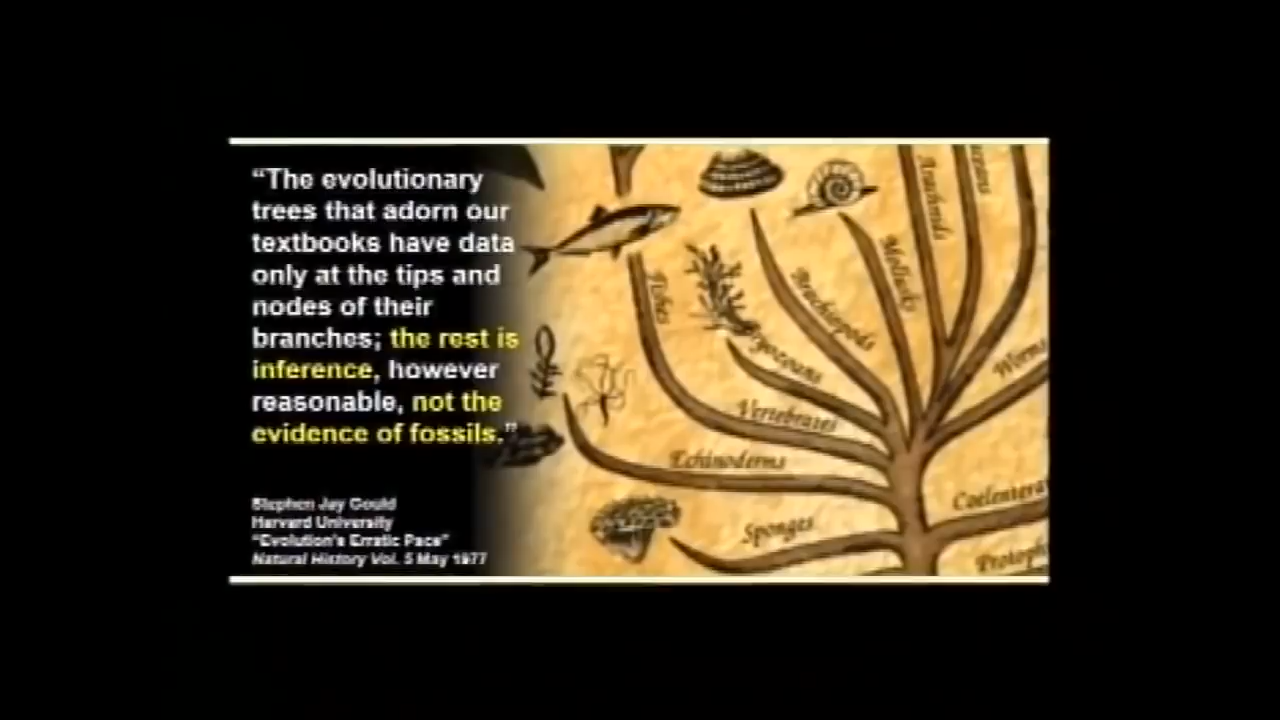 “The evolutionary
trees that adorn our
textbooks have data
only at the tips and
nodes of their
branches; the rest is
inference, however
reasonable, not the
evidence of fossils.”
Stephen Jay Gould
Harvard University
"Evolution's Erratic Pace"
Natural History Vol. 5 May 1977
Fishes
Brachiopods
Mollusks
Arachnids
Worms
Vertebrates
Echinoderms
Sponges